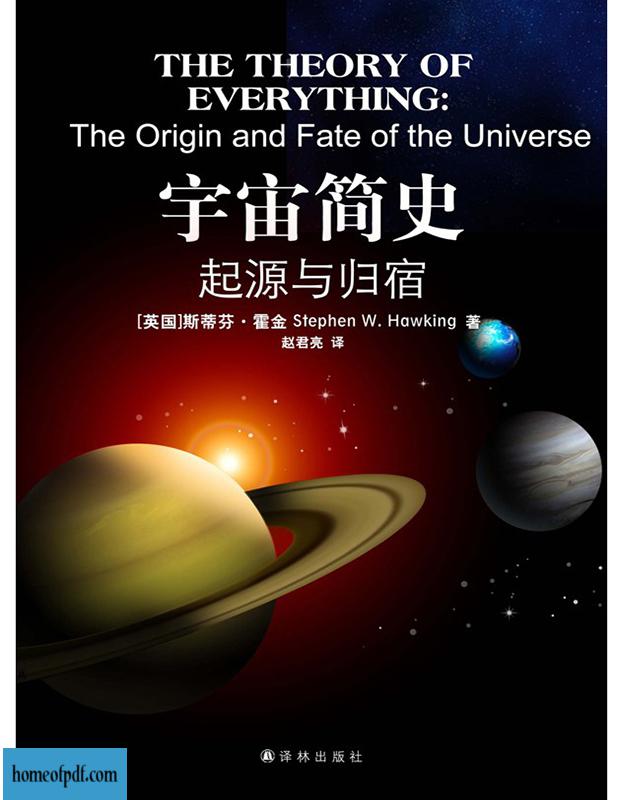 THE THEORY OF
EVERYTHING:
The Origin and Fate of the Universe
宇宙简史
起源与归宿
[英国]斯蒂芬·霍金 Stephen W. Hawking 著
赵君亮 译
译林出版社
homeofpdf.com